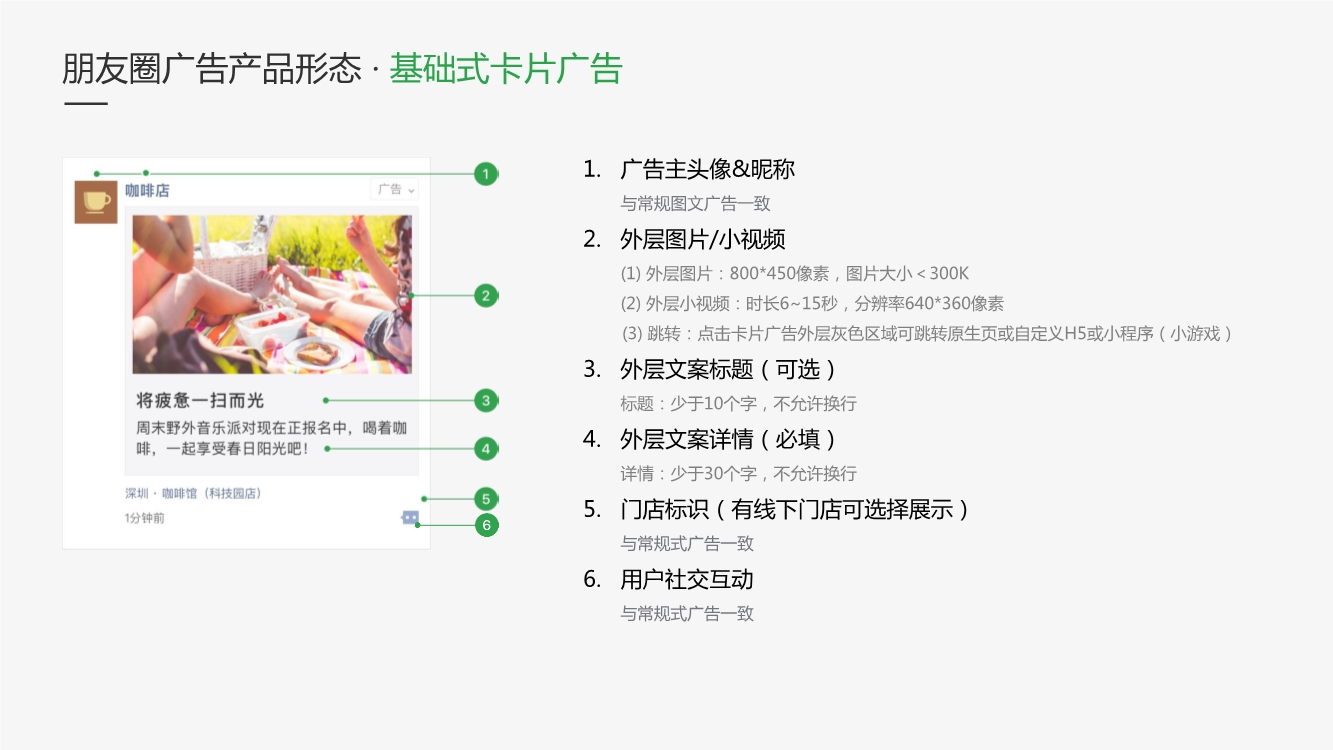 朋友圈广告产品形态 · 基础式卡片广告
咖啡店
广告
将疲惫一扫而光
周末野外音乐派对现在正报名中，喝着咖
啡，一起享受春日阳光吧！
深圳 · 咖啡馆（科技园店）
1分钟前
1
2
3
4
5
6
1. 广告主头像&昵称
与常规图文广告一致
2. 外层图片/小视频
(1) 外层图片：800*450像素，图片大小＜300K
(2) 外层小视频：时长6~15秒，分辨率640*360像素
(3) 跳转：点击卡片广告外层灰色区域可跳转原生页或自定义H5或小程序（小游戏）
3. 外层文案标题（可选）
标题：少于10个字，不允许换行
4. 外层文案详情（必填）
详情：少于30个字，不允许换行
5. 门店标识（有线下门店可选择展示）
与常规式广告一致
6. 用户社交互动
与常规式广告一致